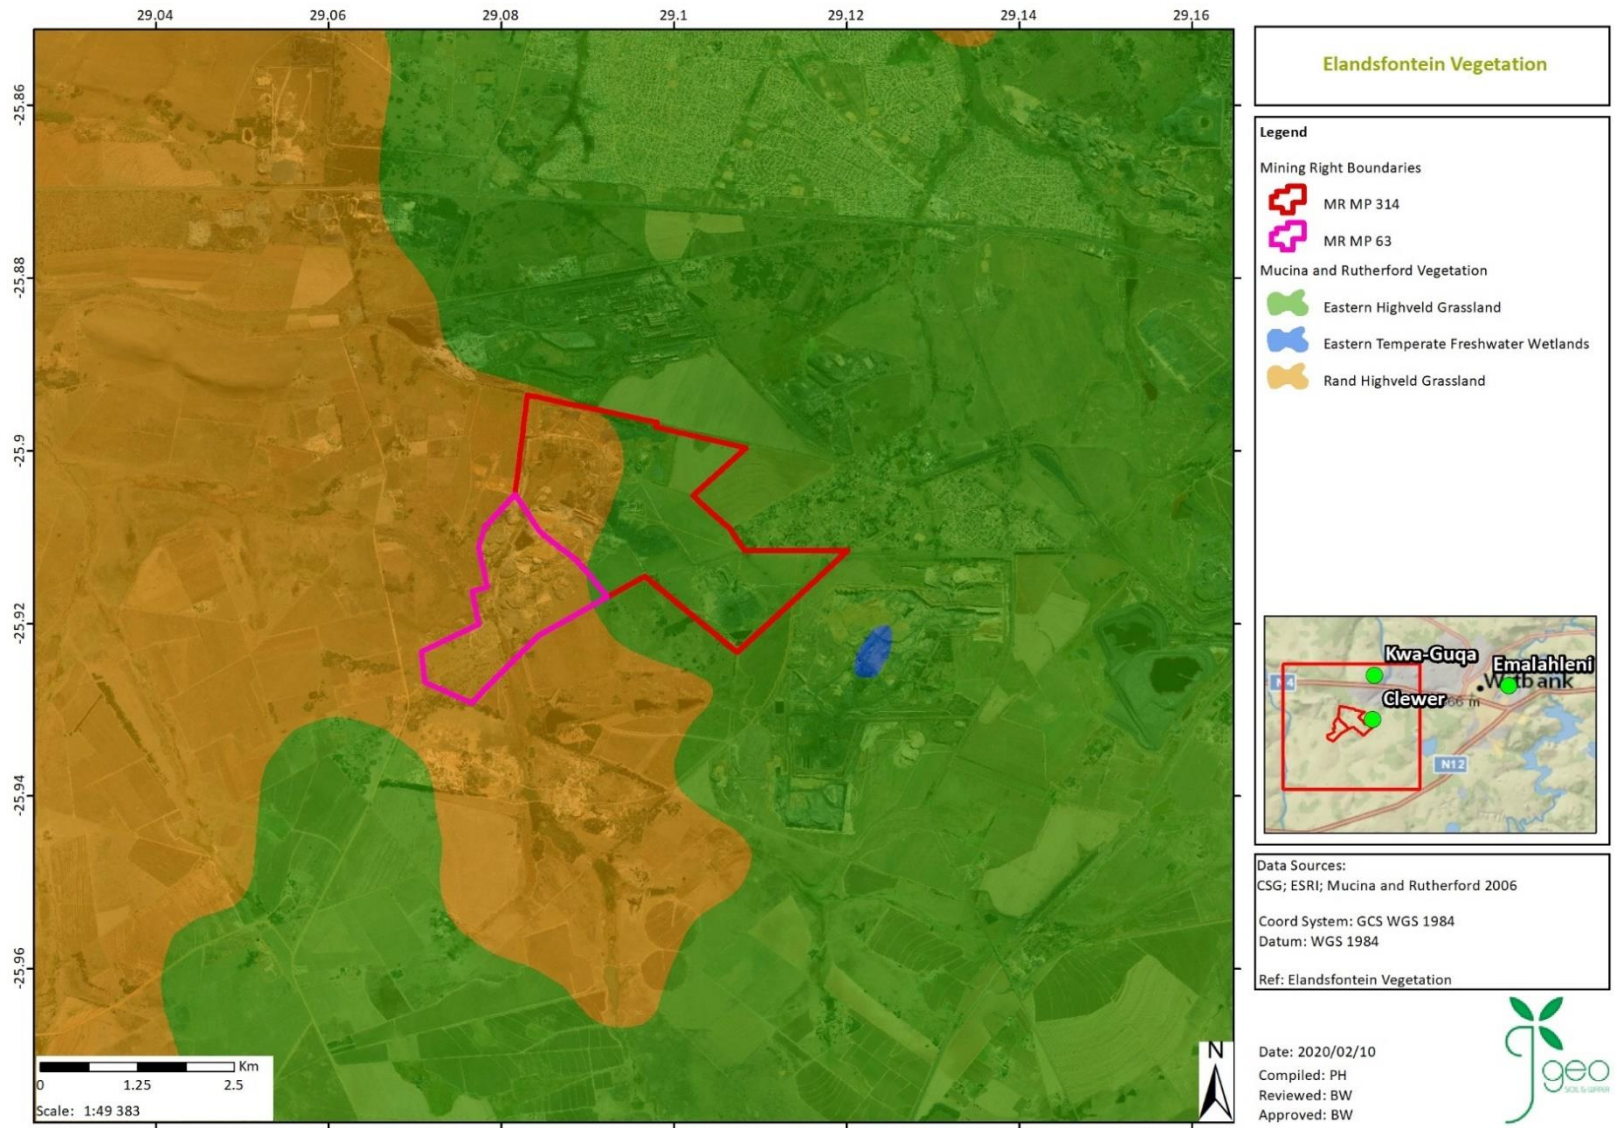 29.04 29.06 29.08 29.1 29.12 29.14 29.16
-25.86
-25.88
-25.9
-25.92
-25.94
-25.96
Km
0 1.25 2.5
Scale: 1:49 383
N
Elandsfontein Vegetation
Legend
Mining Right Boundaries
MR MP 314
MR MP 63
Mucina and Rutherford Vegetation
Eastern Highveld Grassland
Eastern Temperate Freshwater Wetlands
Rand Highveld Grassland
Kwa-Guqa
Emalahleni
N4
Witbank
Clewer
66 m
N12
Data Sources:
CSG; ESRI; Mucina and Rutherford 2006
Coord System: GCS WGS 1984
Datum: WGS 1984
Ref: Elandsfontein Vegetation
Date: 2020/02/10
Compiled: PH
Reviewed: BW
Approved: BW
geo
SOIL & WATER